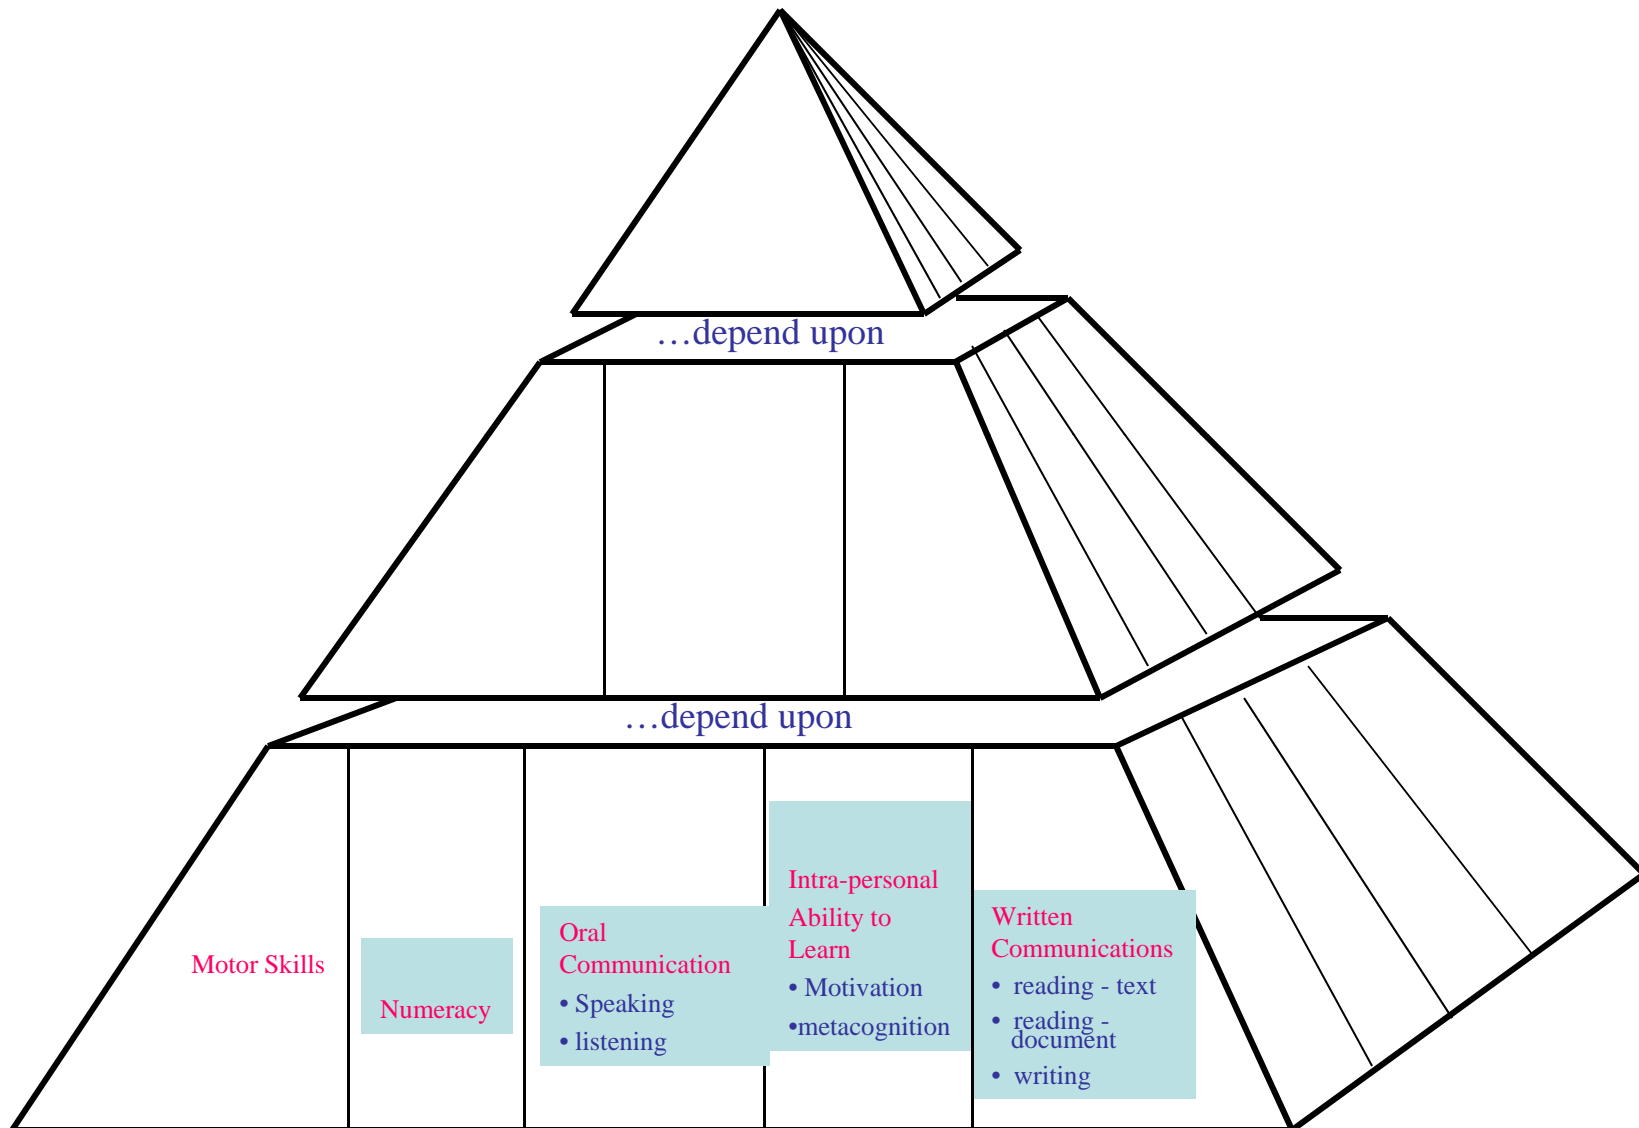 …depend upon
…depend upon
Motor Skills
Numeracy
Oral
Communication
• Speaking
• listening
Intra-personal
Ability to
Learn
• Motivation
•metacognition
Written
Communications
• reading - text
• reading -
document
• writing